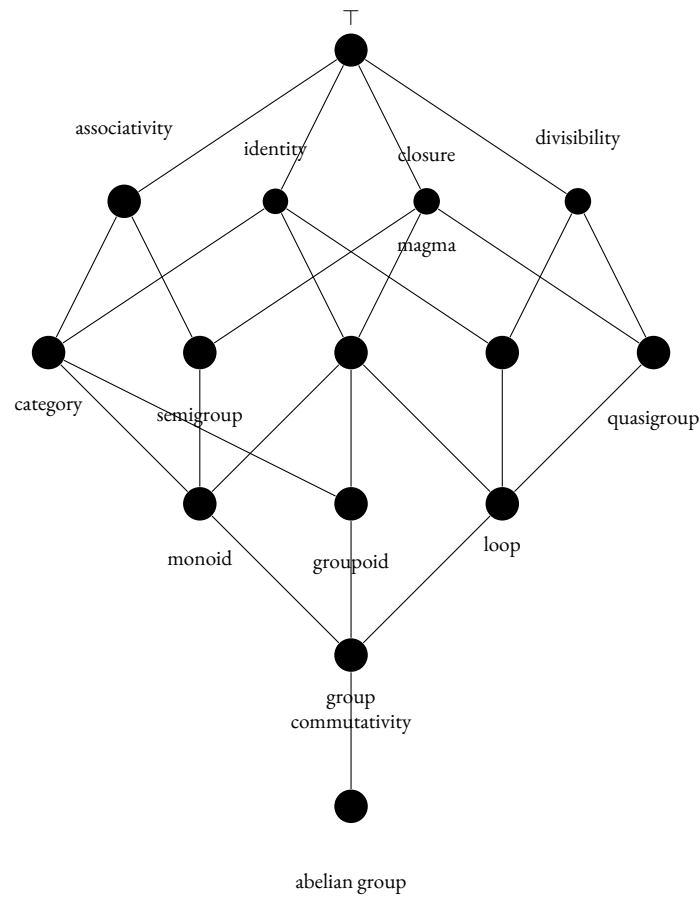 ⊤
associativity
identity
closure
divisibility
magma
category
semigroup
quasigroup
monoid
groupoid
loop
group
commutativity
abelian group